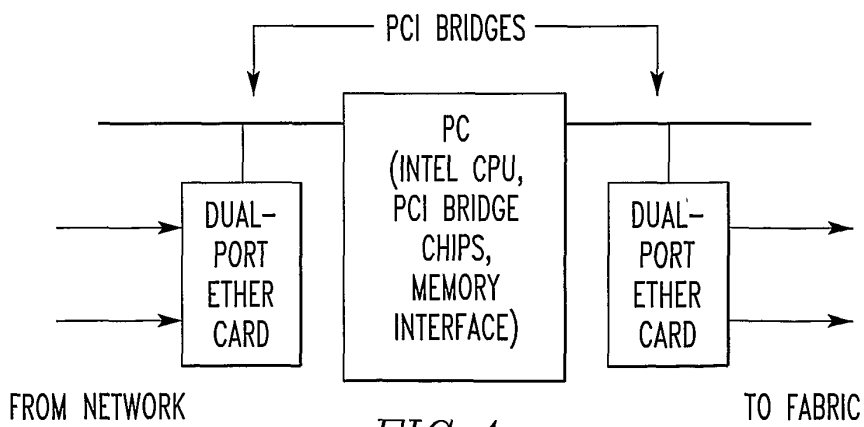 PCI BRIDGES
PC
(INTEL CPU,
PCI BRIDGE
CHIPS,
MEMORY
INTERFACE)
DUAL-
PORT
ETHER
CARD
DUAL-
PORT
ETHER
CARD
FROM NETWORK
TO FABRIC